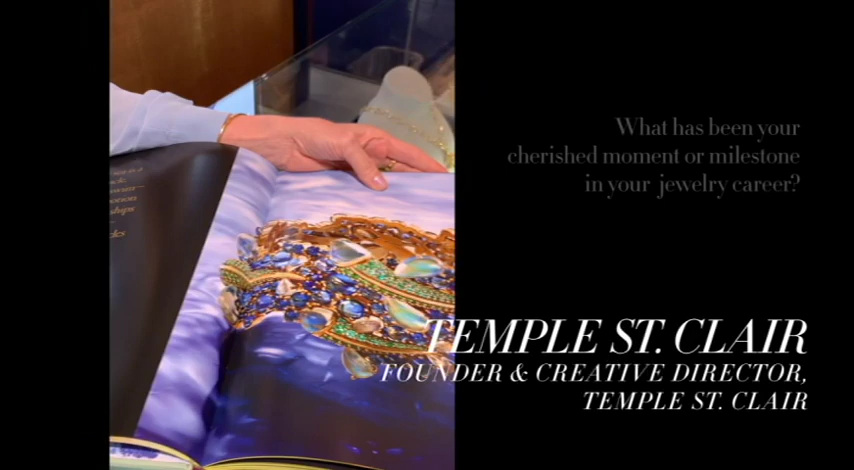 What has been your
cherished moment or milestone
in your jewelry career?
TEMPLE ST. CLAIR
FOUNDER & CREATIVE DIRECTOR,
TEMPLE ST. CLAIR